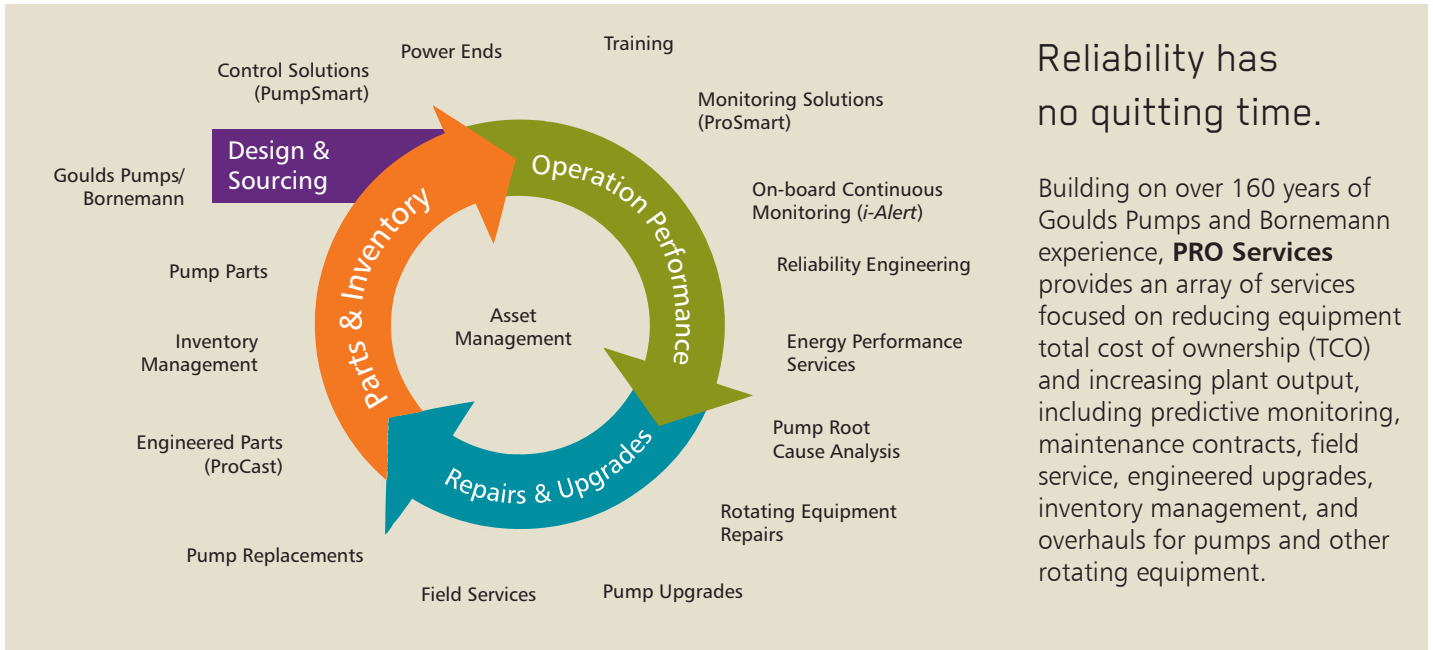 Power Ends
Training
Control Solutions
(PumpSmart)
Monitoring Solutions
(ProSmart)
Design &
Sourcing
Goulds Pumps/
Bornemann
Operation Performance
On-board Continuous
Monitoring (i-Alert)
Parts & Inventory
Pump Parts
Reliability Engineering
Asset
Management
Inventory
Management
Energy Performance
Services
Engineered Parts
(ProCast)
Pump Root
Cause Analysis
Repairs & Upgrades
Rotating Equipment
Repairs
Pump Replacements
Field Services
Pump Upgrades
Reliability has
no quitting time.
Building on over 160 years of
Goulds Pumps and Bornemann
experience, PRO Services
provides an array of services
focused on reducing equipment
total cost of ownership (TCO)
and increasing plant output,
including predictive monitoring,
maintenance contracts, field
service, engineered upgrades,
inventory management, and
overhauls for pumps and other
rotating equipment.